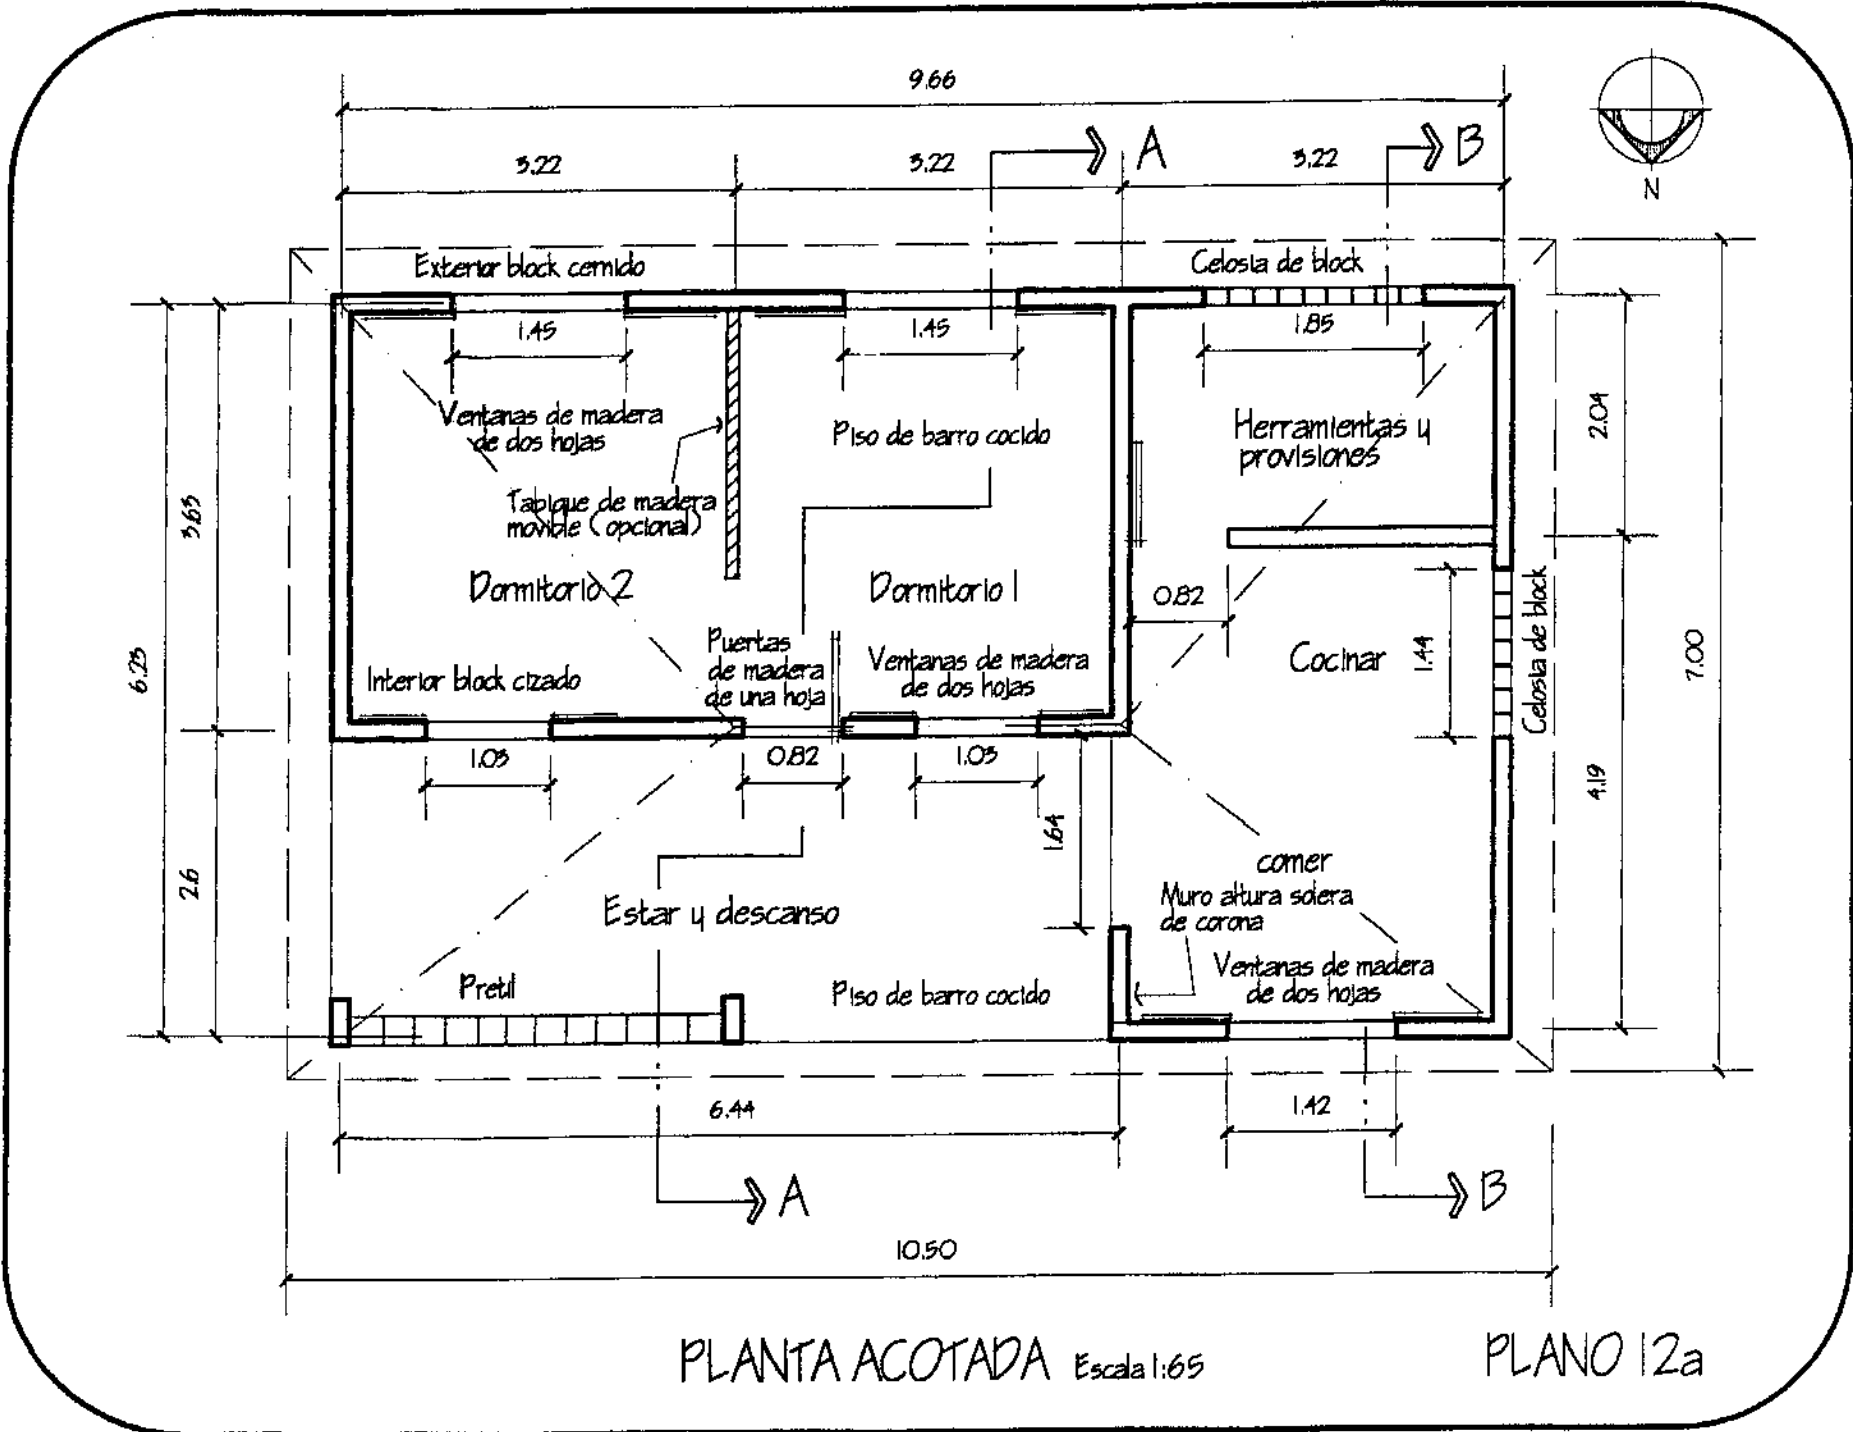 9.66
A
B
3.22
3.22
3.22
N
Exterior block cernido
Celosia de block
1.45
1.45
1.85
Ventanas de madera
de dos hojas
Piso de barro cocido
Herramientas y
provisiones
2.04
3.63
Tabique de madera
movible (opcional)
Dormitorio 2
Dormitorio 1
0.82
Celosia de block
6.23
Puertas
de madera
de una hoja
Ventanas de madera
de dos hojas
Cocinar
1.44
7.00
Interior block cizado
1.03
0.82
1.03
1.64
4.19
2.6
comer
Muro altura solera
de corona
Estar y descanso
Ventanas de madera
de dos hojas
Pretil
Piso de barro cocido
6.44
1.42
A
B
10.50
PLANTA ACOTADA Escala 1:65
PLANO 12a